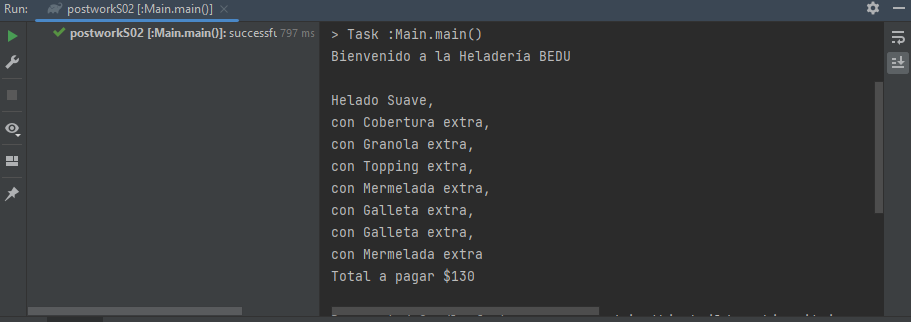 Run: postworkS02 [:Main.main()]
postworkS02 [:Main.main()]: successfu 797 ms
> Task :Main.main()
Bienvenido a la Heladería BEDU
Helado Suave,
con Cobertura extra,
con Granola extra,
con Topping extra,
con Mermelada extra,
con Galleta extra,
con Galleta extra,
con Mermelada extra
Total a pagar $130